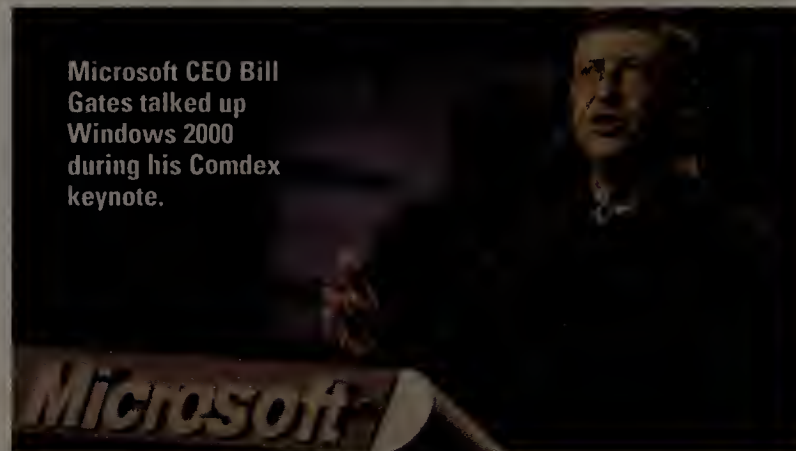 Microsoft CEO Bill
Gates talked up
Windows 2000
during his Comdex
keynote.
Microsoft